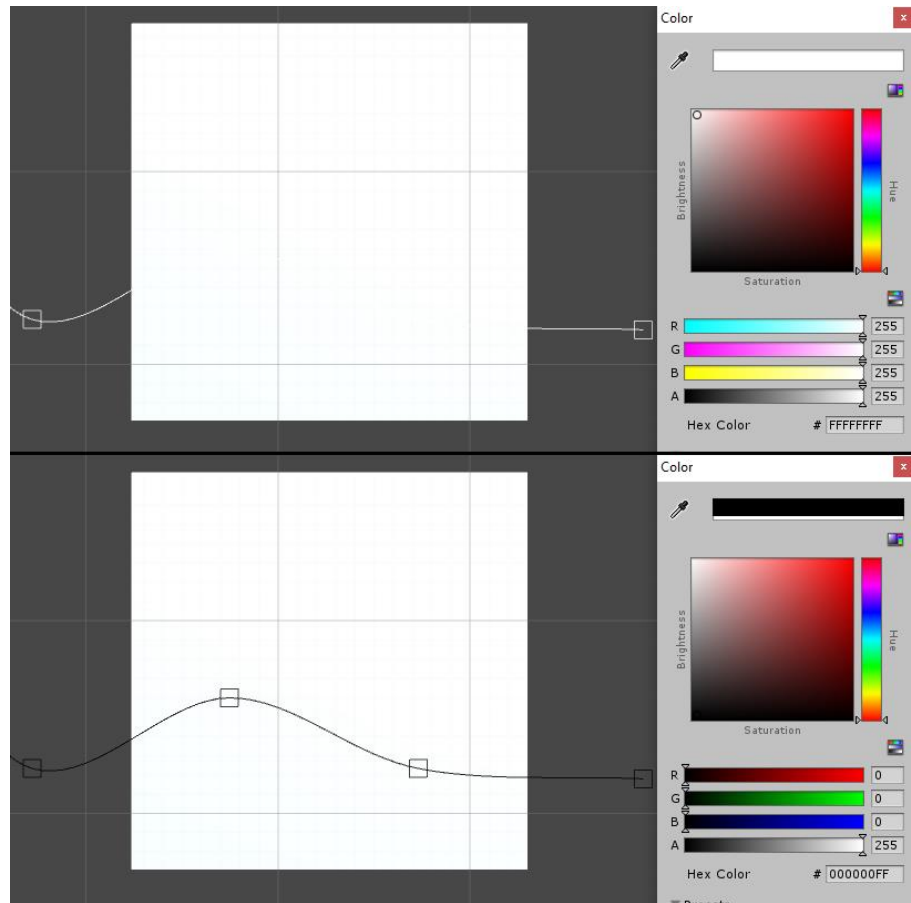 Color
x
Brightness
Hue
Saturation
R 255
G 255
B 255
A 255
Hex Color # FFFFFFFF
Color
x
Brightness
Hue
Saturation
R 0
G 0
B 0
A 255
Hex Color # 000000FF